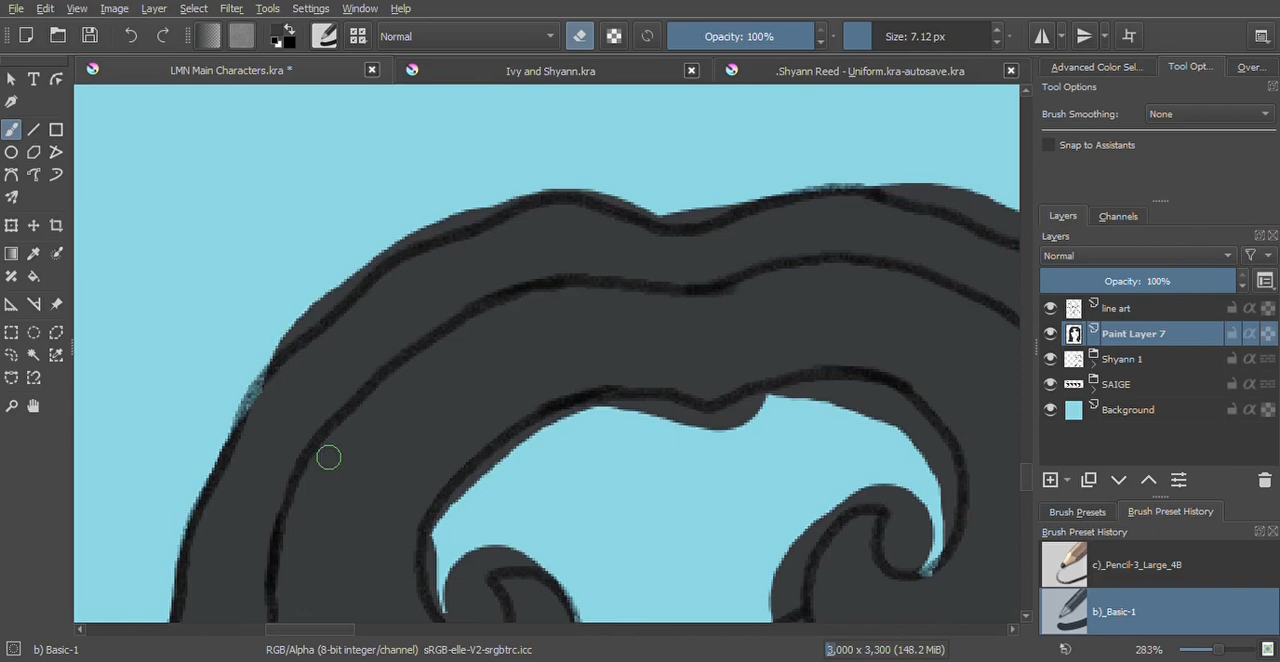 File Edit View Image Layer Select Filter Tools Settings Window Help
Normal Opacity: 100% Size: 7.12 px
LMN Main Characters.kra * Ivy and Shyann.kra .Shyann Reed - Uniform.kra-autosave.kra
Advanced Color Sel... Tool Opt... Over...
Tool Options
Brush Smoothing: None
Snap to Assistants
Layers Channels
Layers
Normal
Opacity: 100%
line art
Paint Layer 7
Shyann 1
SAIGE
Background
Brush Presets Brush Preset History
Brush Preset History
c)_Pencil-3_Large_4B
b)_Basic-1
b) Basic-1 RGB/Alpha (8-bit integer/channel) sRGB-elle-V2-srgbtrc.icc 3,000 x 3,300 (148.2 MiB) 283%